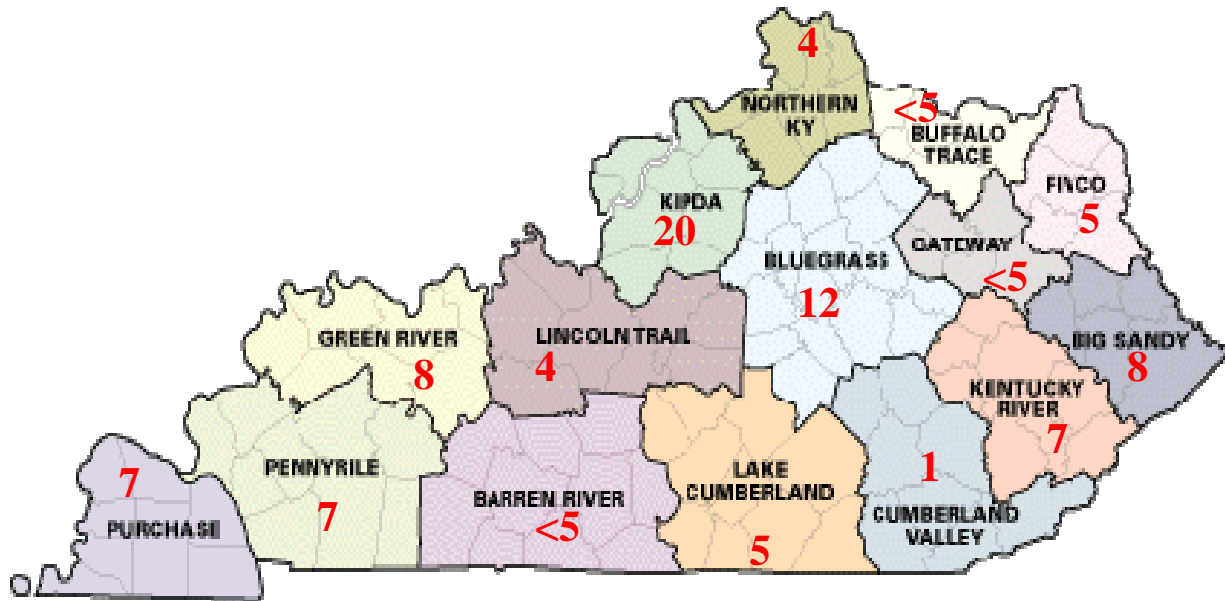 4
NORTHERN
KY
<5
BUFFALO
TRACE
FIVCO
5
KIPDA
20
GATEWAY
<5
BLUEGRASS
12
GREEN RIVER
8
LINCOLN TRAIL
4
BIG SANDY
8
KENTUCKY
RIVER
7
PENNYRILE
7
7
PURCHASE
BARREN RIVER
<5
LAKE
CUMBERLAND
5
1
CUMBERLAND
VALLEY